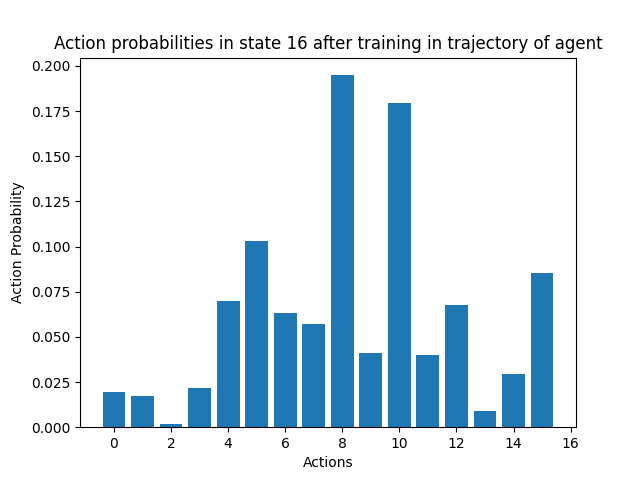 Action probabilities in state 16 after training in trajectory of agent
0.200
0.175
0.150
0.125
0.100
0.075
0.050
0.025
0.000
Action Probability
0 2 4 6 8 10 12 14 16
Actions